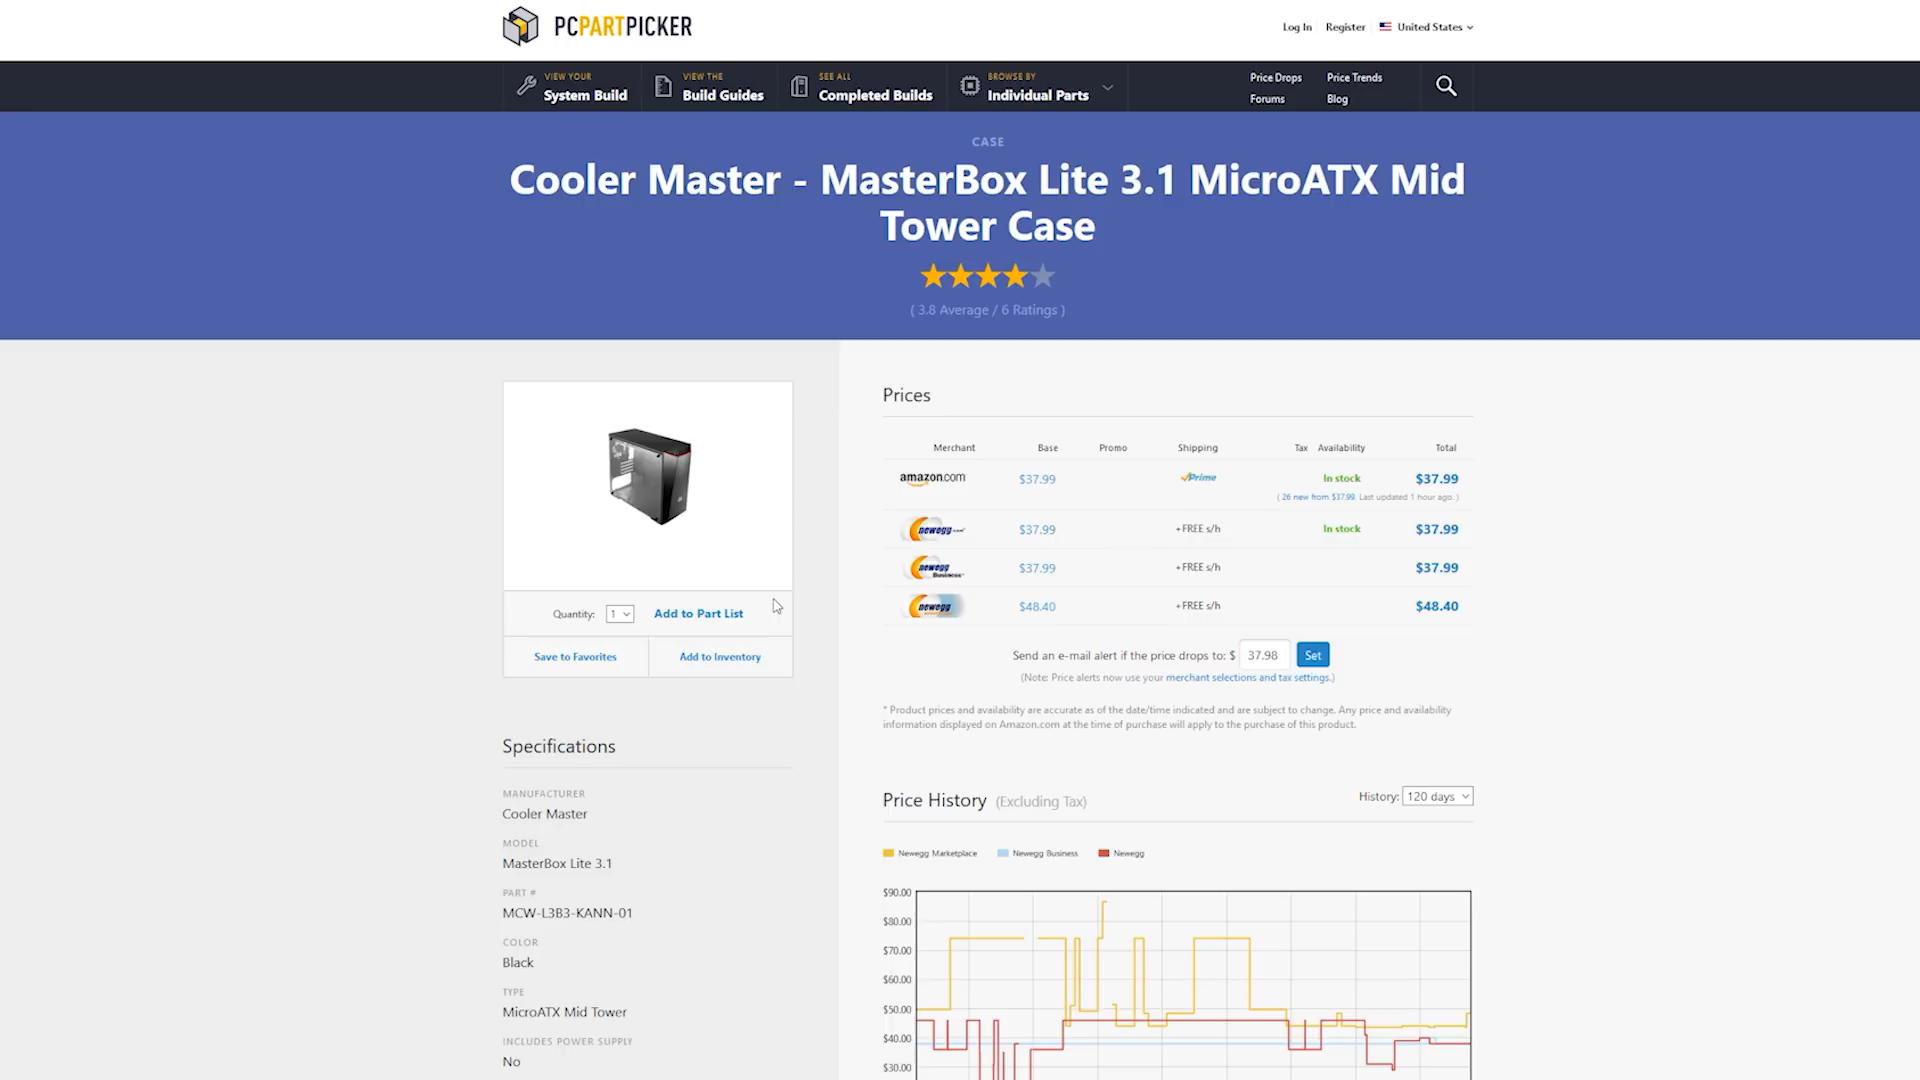 PCPARTPICKER
Log In Register United States
VIEW YOUR
System Build
VIEW THE
Build Guides
SEE ALL
Completed Builds
BROWSE BY
Individual Parts
Price Drops Price Trends
Forums Blog
CASE
Cooler Master - MasterBox Lite 3.1 MicroATX Mid
Tower Case
( 3.8 Average / 6 Ratings )
Quantity: 1 Add to Part List
Save to Favorites Add to Inventory
Specifications
MANUFACTURER
Cooler Master
MODEL
MasterBox Lite 3.1
PART #
MCW-L3B3-KANN-01
COLOR
Black
TYPE
MicroATX Mid Tower
INCLUDES POWER SUPPLY
No
Prices
Merchant Base Promo Shipping Tax Availability Total
amazon.com $37.99 Prime In stock $37.99
( 26 new from $37.99. Last updated 1 hour ago. )
newegg.com $37.99 +FREE s/h In stock $37.99
newegg Business $37.99 +FREE s/h $37.99
newegg $48.40 +FREE s/h $48.40
Send an e-mail alert if the price drops to: $ 37.98 Set
(Note: Price alerts now use your merchant selections and tax settings.)
* Product prices and availability are accurate as of the date/time indicated and are subject to change. Any price and availability
information displayed on Amazon.com at the time of purchase will apply to the purchase of this product.
Price History (Excluding Tax) History: 120 days
Newegg Marketplace Newegg Business Newegg
$90.00
$80.00
$70.00
$60.00
$50.00
$40.00
$30.00